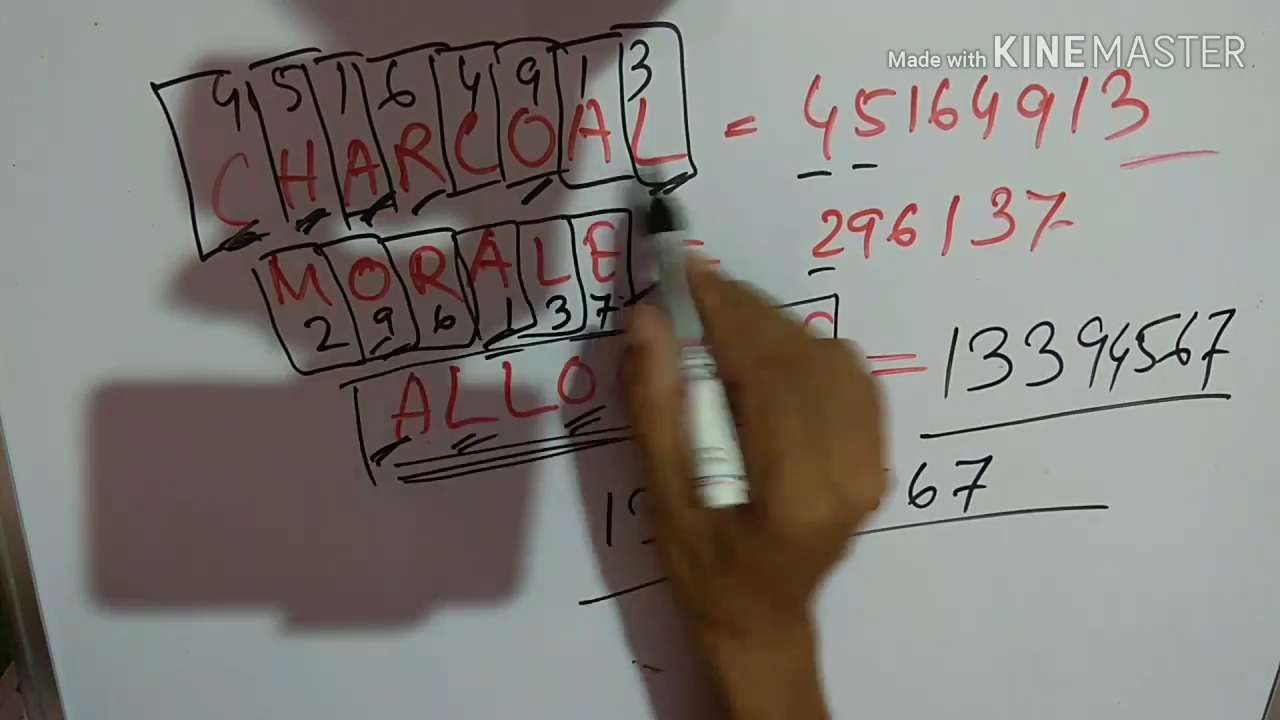 Made with KINEMASTER
4 5 1 6 4 9 1 3
CHARCOAL = 45164913
MORALE = 296137
2 9 6 1 3 7
ALLO = 13394567
67